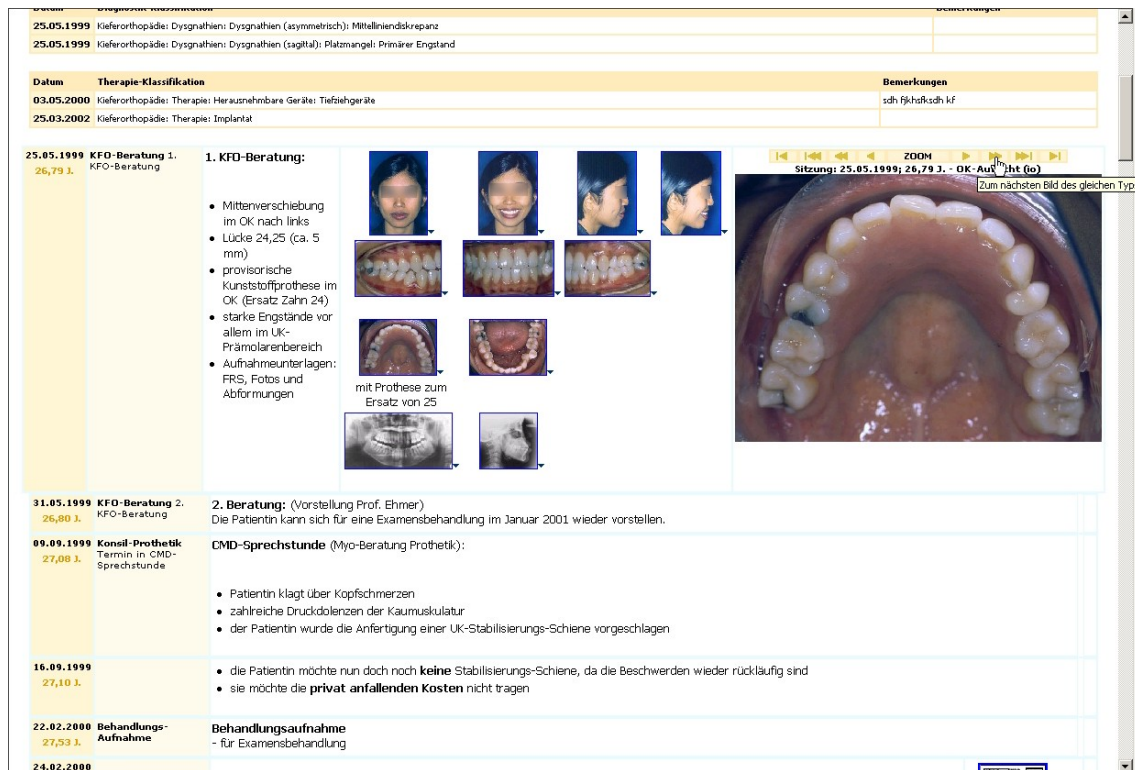 Datum Diagnostik-Klassifikation Bemerkungen
25.05.1999 Kieferorthopädie: Dysgnathien: Dysgnathien (asymmetrisch): Mittelliniendiskrepanz
25.05.1999 Kieferorthopädie: Dysgnathien: Dysgnathien (sagittal): Platzmangel: Primärer Engstand
Datum Therapie-Klassifikation Bemerkungen
03.05.2000 Kieferorthopädie: Therapie: Herausnehmbare Geräte: Tiefziehgeräte sdh fjkhsfksdh kf
25.03.2002 Kieferorthopädie: Therapie: Implantat
25.05.1999 KFO-Beratung 1.
26,79 J. KFO-Beratung
1. KFO-Beratung:
• Mittenverschiebung
im OK nach links
• Lücke 24,25 (ca. 5
mm)
• provisorische
Kunststoffprothese im
OK (Ersatz Zahn 24)
• starke Engstände vor
allem im UK-
Prämolarenbereich
• Aufnahmeunterlagen:
FRS, Fotos und
Abformungen
mit Prothese zum
Ersatz von 25
ZOOM
Sitzung: 25.05.1999; 26,79 J. - OK-Aufsicht (io)
Zum nächsten Bild des gleichen Typ
31.05.1999 KFO-Beratung 2.
26,80 J. KFO-Beratung
2. Beratung: (Vorstellung Prof. Ehmer)
Die Patientin kann sich für eine Examensbehandlung im Januar 2001 wieder vorstellen.
09.09.1999 Konsil-Prothetik
27,08 J. Termin in CMD-
Sprechstunde
CMD-Sprechstunde (Myo-Beratung Prothetik):
• Patientin klagt über Kopfschmerzen
• zahlreiche Druckdolenzen der Kaumuskulatur
• der Patientin wurde die Anfertigung einer UK-Stabilisierungs-Schiene vorgeschlagen
16.09.1999
27,10 J.
• die Patientin möchte nun doch noch keine Stabilisierungs-Schiene, da die Beschwerden wieder rückläufig sind
• sie möchte die privat anfallenden Kosten nicht tragen
22.02.2000 Behandlungs-
27,53 J. Aufnahme
Behandlungsaufnahme
- für Examensbehandlung
24.02.2000